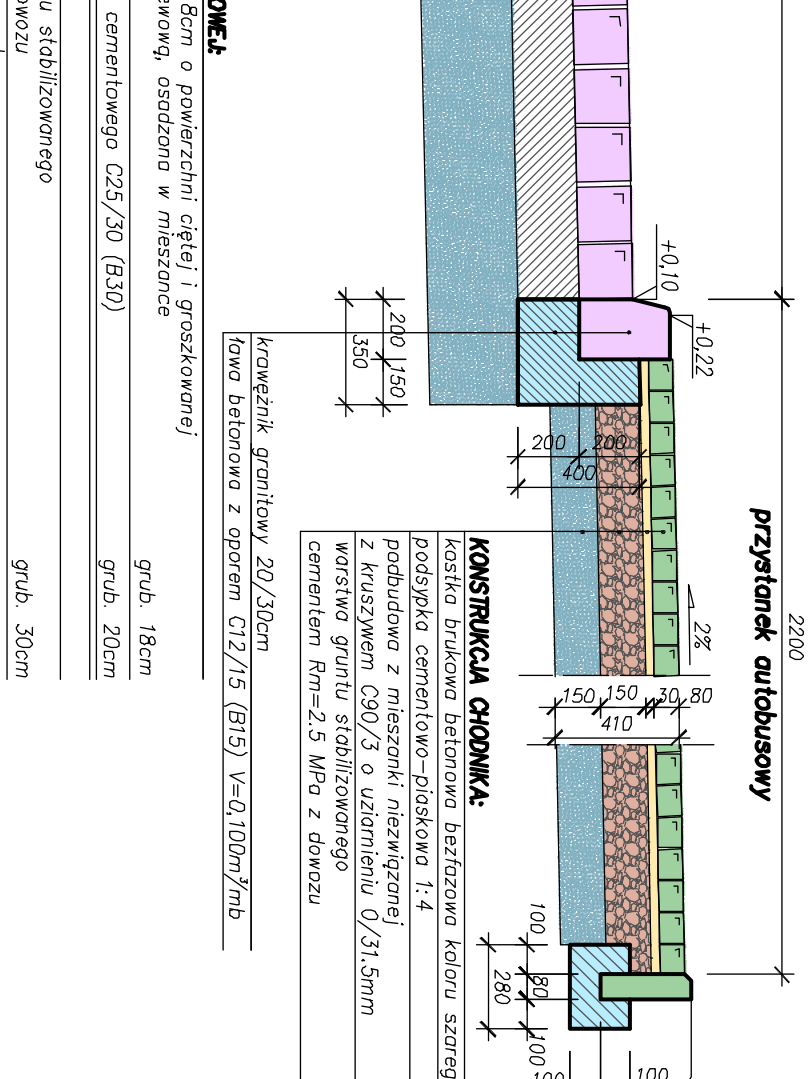 2200
przystanek autobusowy
+0,10
+0,22
2%
200
200
400
200
150
350
150
150
30
80
410
100
80
100
280
100
100
KONSTRUKCJA CHODNIKA:
kostka brukowa betonowa bezfazowa koloru szareg
podsypka cementowo-piaskowa 1:4
podbudowa z mieszanki niezwiązanej
z kruszywem C90/3 o uziarnieniu 0/31.5mm
warstwa gruntu stabilizowanego
cementem Rm=2.5 MPa z dowozu
krawężnik granitowy 20/30cm
ława betonowa z oporem C12/15 (B15) V=0,100m³/mb
OWEJ:
8cm o powierzchni ciętej i groszkowanej
ewową, osadzona w mieszance
grub. 18cm
cementowego C25/30 (B30)
grub. 20cm
u stabilizowanego
owozu
grub. 30cm